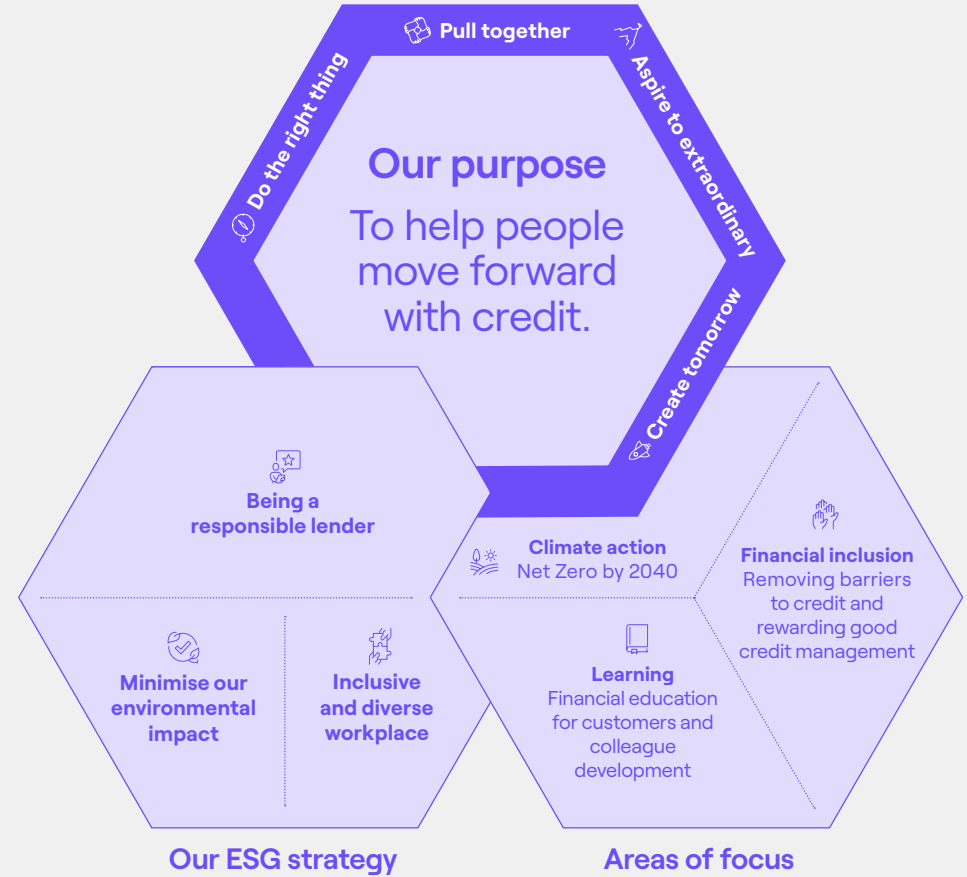 Do the right thing
Pull together
Aspire to extraordinary
Create tomorrow
Our purpose
To help people
move forward
with credit.
Being a
responsible lender
Minimise our
environmental
impact
Inclusive
and diverse
workplace
Our ESG strategy
Climate action
Net Zero by 2040
Learning
Financial education
for customers and
colleague
development
Financial inclusion
Removing barriers
to credit and
rewarding good
credit management
Areas of focus